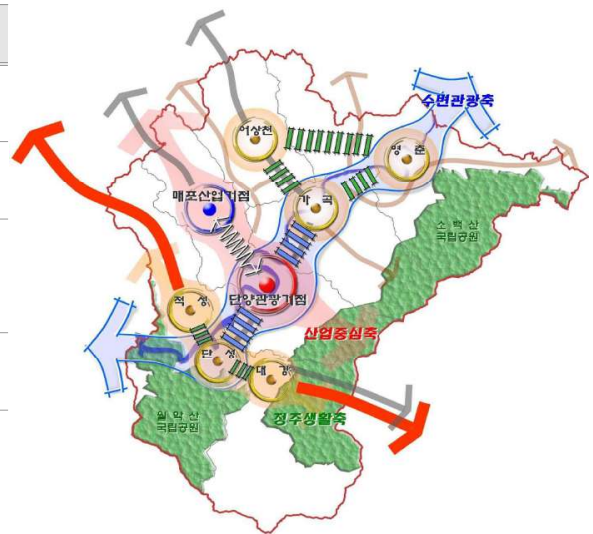 수변관광축
어상천
영 춘
매포산업거점
가 곡
소 백 산
국립공원
단양관광거점
적 성
산업중심축
단 성
대 강
정주생활축
월 악 산
국립공원